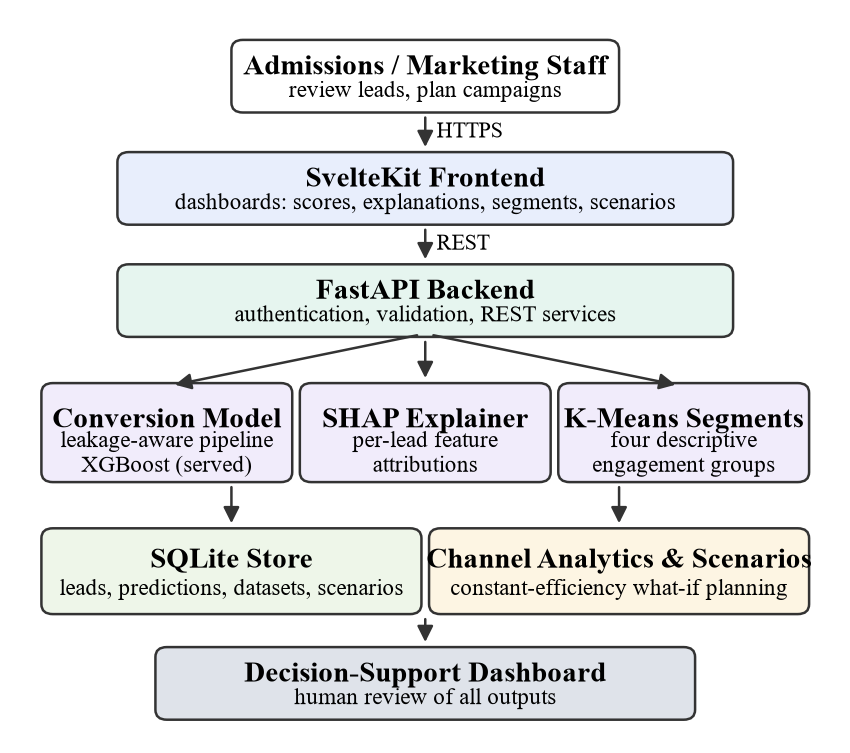 Admissions / Marketing Staff
review leads, plan campaigns
HTTPS
SvelteKit Frontend
dashboards: scores, explanations, segments, scenarios
REST
FastAPI Backend
authentication, validation, REST services
Conversion Model
leakage-aware pipeline
XGBoost (served)
SHAP Explainer
per-lead feature
attributions
K-Means Segments
four descriptive
engagement groups
SQLite Store
leads, predictions, datasets, scenarios
Channel Analytics & Scenarios
constant-efficiency what-if planning
Decision-Support Dashboard
human review of all outputs